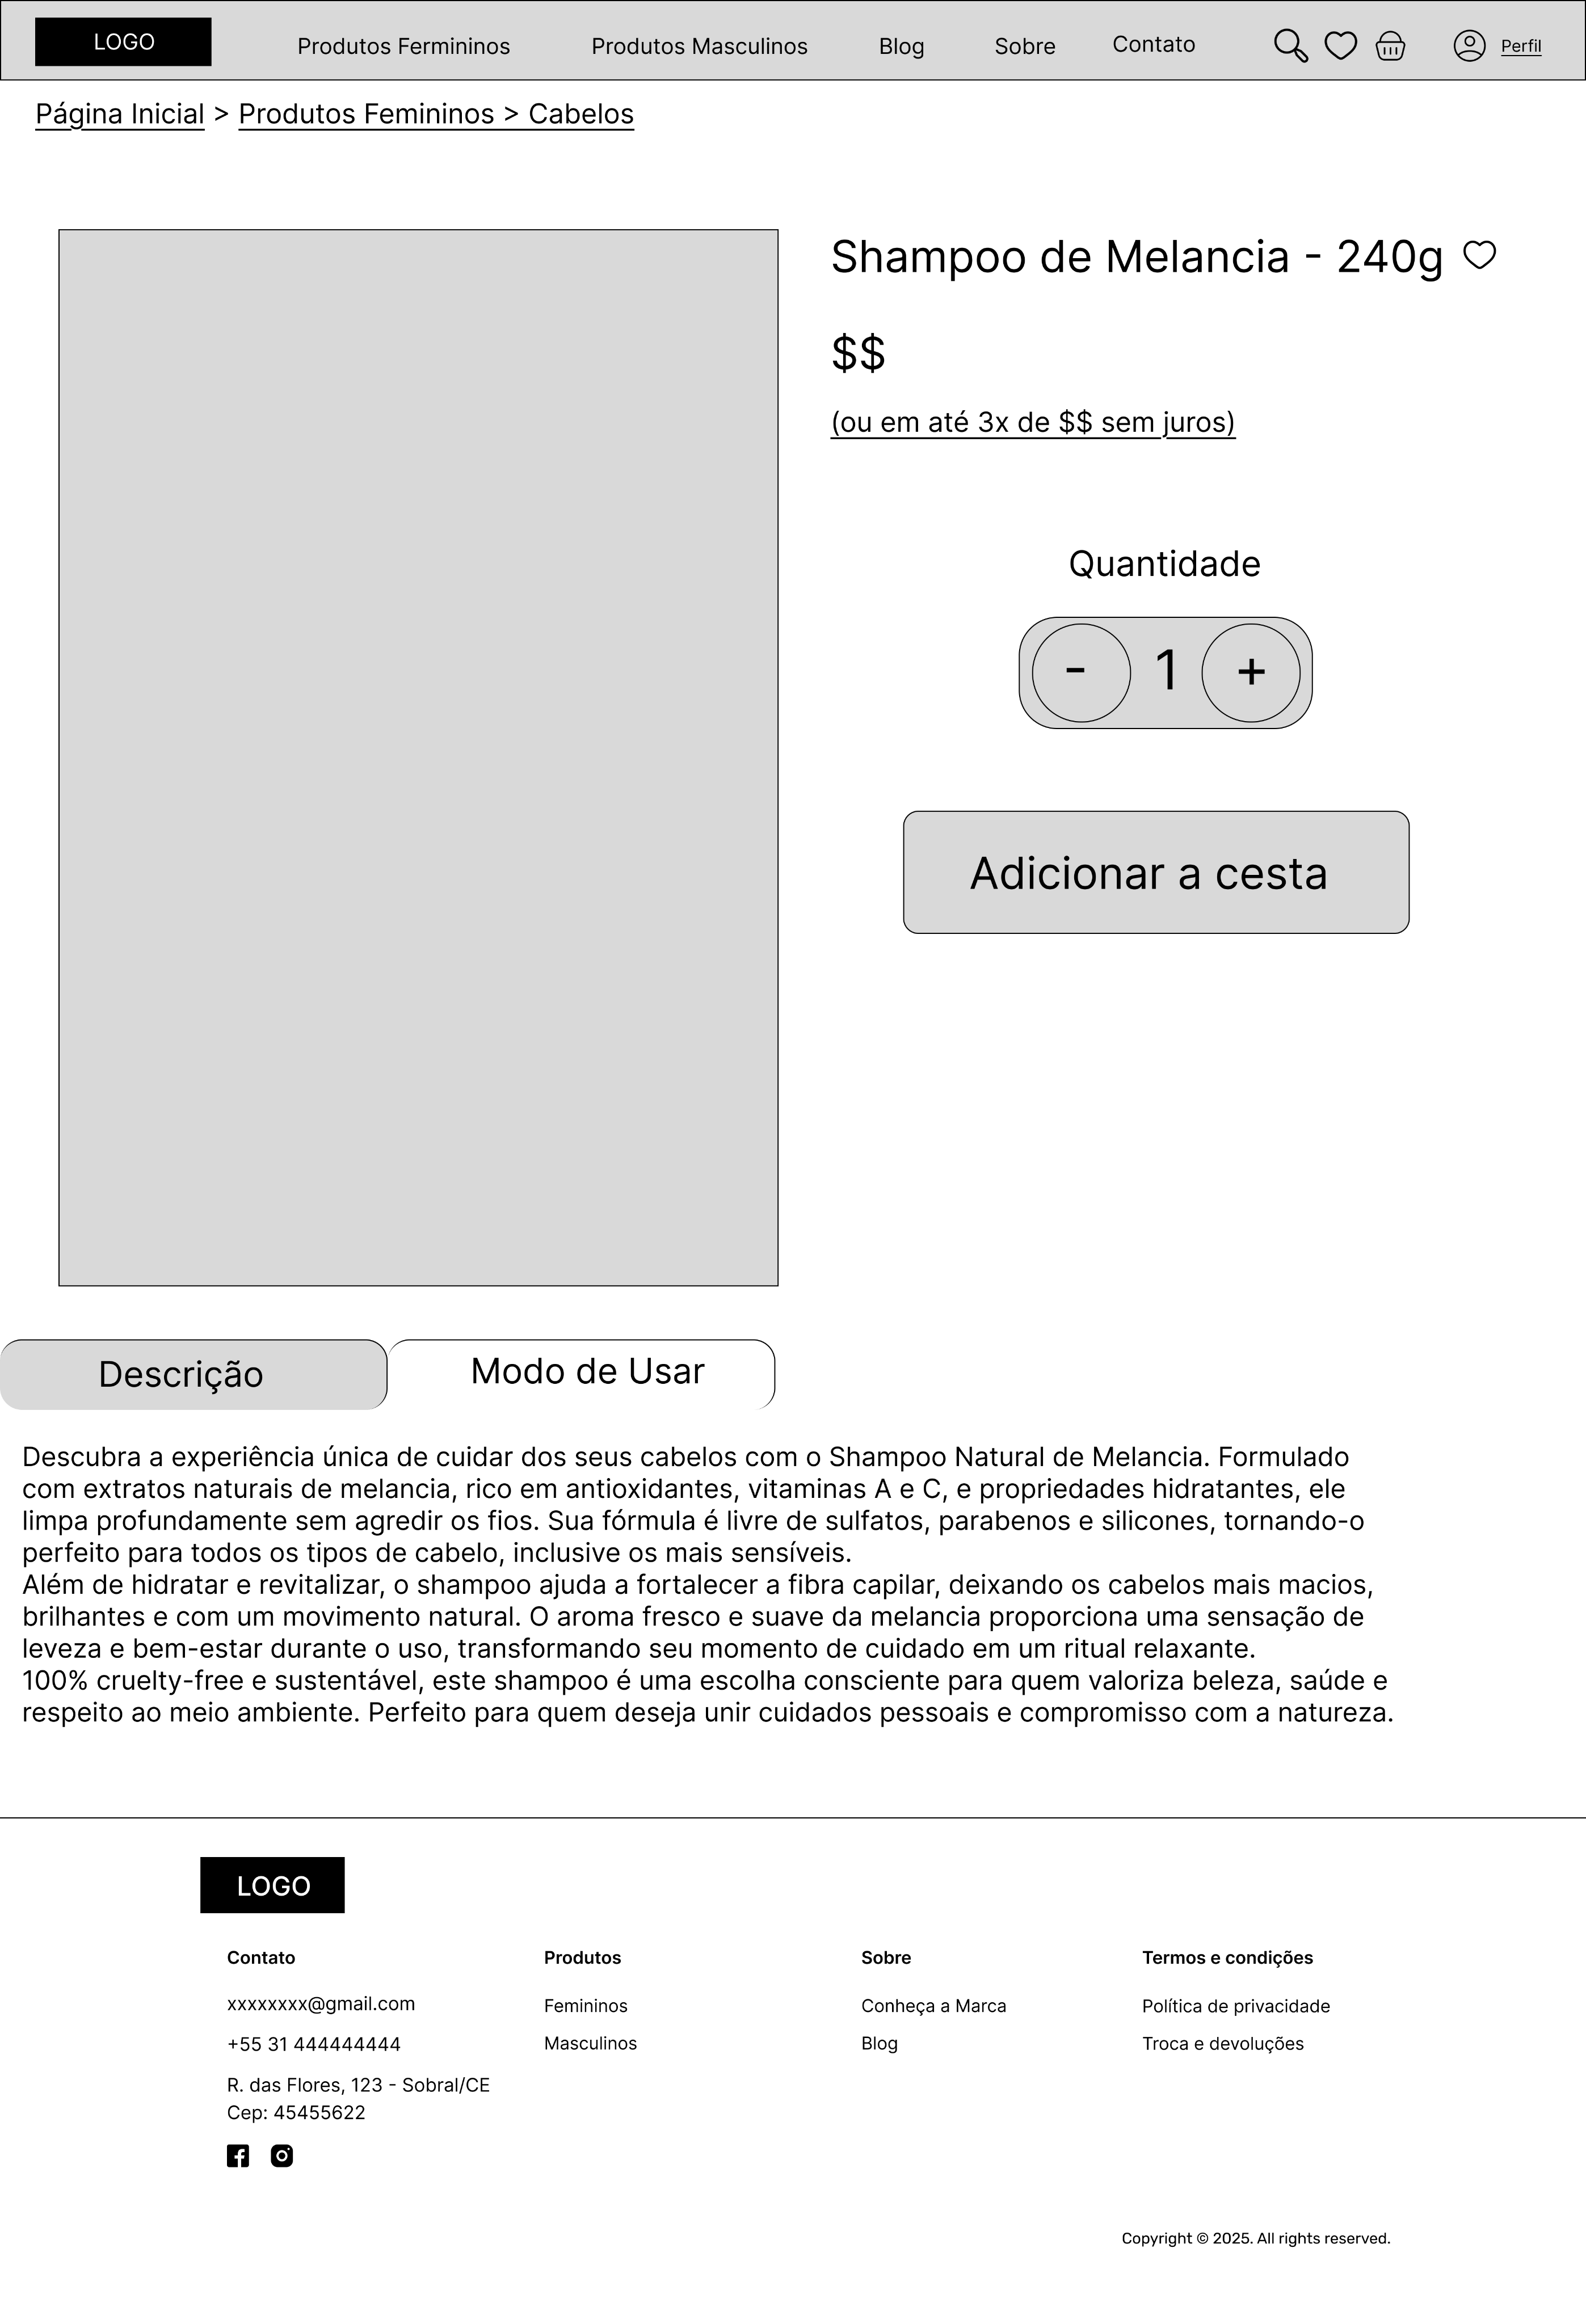 LOGO
Produtos Fermininos
Produtos Masculinos
Blog
Sobre
Contato
Perfil
Página Inicial > Produtos Femininos > Cabelos
Shampoo de Melancia - 240g
$$
(ou em até 3x de $$ sem juros)
Quantidade
- 1 +
Adicionar a cesta
Descrição
Modo de Usar
Descubra a experiência única de cuidar dos seus cabelos com o Shampoo Natural de Melancia. Formulado
com extratos naturais de melancia, rico em antioxidantes, vitaminas A e C, e propriedades hidratantes, ele
limpa profundamente sem agredir os fios. Sua fórmula é livre de sulfatos, parabenos e silicones, tornando-o
perfeito para todos os tipos de cabelo, inclusive os mais sensíveis.
Além de hidratar e revitalizar, o shampoo ajuda a fortalecer a fibra capilar, deixando os cabelos mais macios,
brilhantes e com um movimento natural. O aroma fresco e suave da melancia proporciona uma sensação de
leveza e bem-estar durante o uso, transformando seu momento de cuidado em um ritual relaxante.
100% cruelty-free e sustentável, este shampoo é uma escolha consciente para quem valoriza beleza, saúde e
respeito ao meio ambiente. Perfeito para quem deseja unir cuidados pessoais e compromisso com a natureza.
LOGO
Contato
xxxxxxxx@gmail.com
+55 31 444444444
R. das Flores, 123 - Sobral/CE
Cep: 45455622
Produtos
Femininos
Masculinos
Sobre
Conheça a Marca
Blog
Termos e condições
Política de privacidade
Troca e devoluções
Copyright © 2025. All rights reserved.